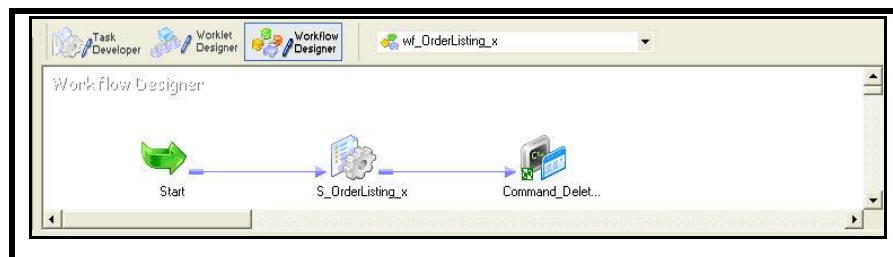 Task Developer
Worklet Designer
Workflow Designer
wf_OrderListing_x
Workflow Designer
Start
S_OrderListing_x
Command_Delet...